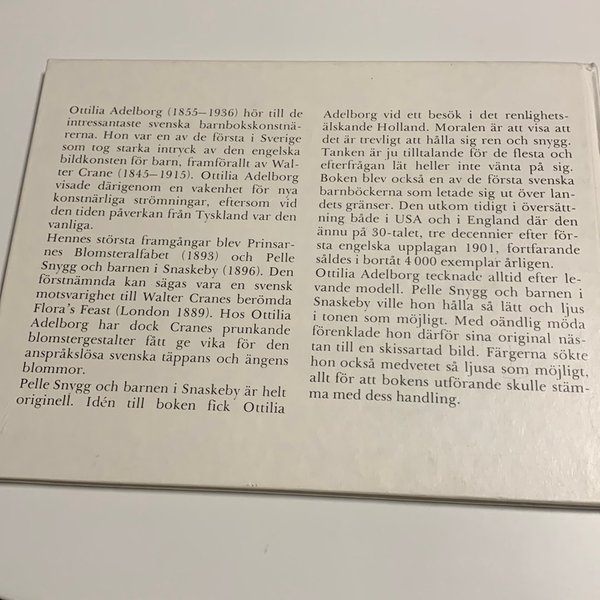 Ottilia Adelborg (1855—1936) hör till de
intressantaste svenska barnbokskonstnä-
rerna. Hon var en av de första i Sverige
som tog starka intryck av den engelska
bildkonsten för barn, framförallt av Wal-
ter Crane (1845—1915). Ottilia Adelborg
visade därigenom en vakenhet för nya
konstnärliga strömningar, eftersom vid
den tiden påverkan från Tyskland var den
vanliga.
Hennes största framgångar blev Prinsar-
nes Blomsteralfabet (1893) och Pelle
Snygg och barnen i Snaskeby (1896). Den
förstnämnda kan sägas vara en svensk
motsvarighet till Walter Cranes berömda
Flora's Feast (London 1889). Hos Ottilia
Adelborg har dock Cranes prunkande
blomstergestalter fått ge vika för den
anspråkslösa svenska täppans och ängens
blommor.
Pelle Snygg och barnen i Snaskeby är helt
originell. Idén till boken fick Ottilia
Adelborg vid ett besök i det renlighets-
älskande Holland. Moralen är att visa att
det är trevligt att hålla sig ren och snygg.
Tanken är ju tilltalande för de flesta och
efterfrågan lät heller inte vänta på sig.
Boken blev också en av de första svenska
barnböckerna som letade sig ut över lan-
dets gränser. Den utkom tidigt i översätt-
ning både i USA och i England där den
ännu på 30-talet, tre decennier efter för-
sta engelska upplagan 1901, fortfarande
såldes i bortåt 4 000 exemplar årligen.
Ottilia Adelborg tecknade alltid efter le-
vande modell. Pelle Snygg och barnen i
Snaskeby ville hon hålla så lätt och ljus
i tonen som möjligt. Med oändlig möda
förenklade hon därför sina original näs-
tan till en skissartad bild. Färgerna sökte
hon också medvetet så ljusa som möjligt,
allt för att bokens utförande skulle stäm-
ma med dess handling.